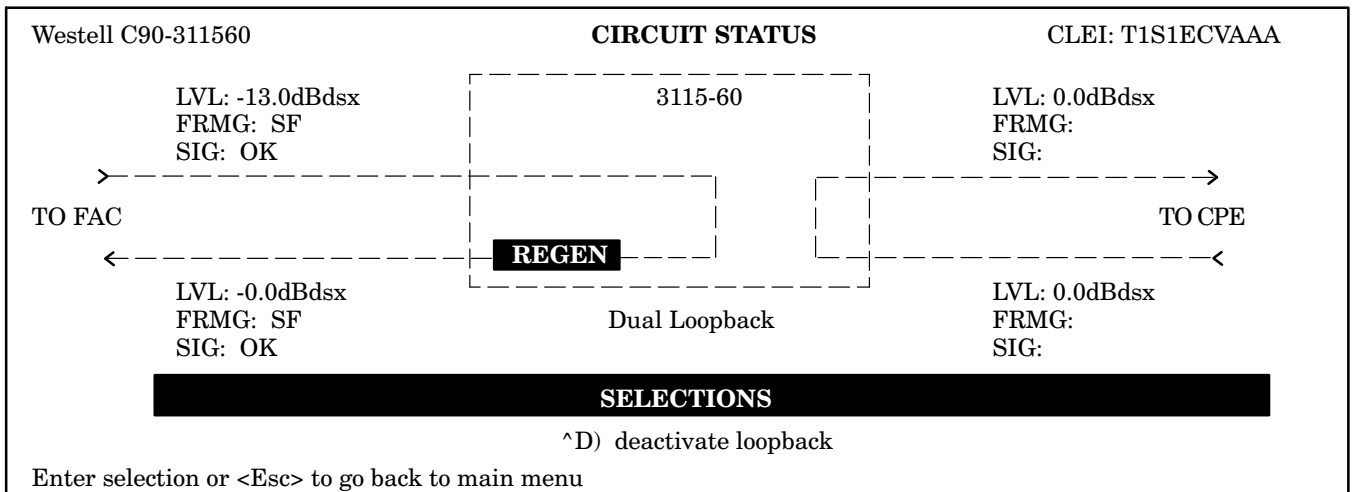 Westell C90-311560 CIRCUIT STATUS CLEI: T1S1ECVAAA
LVL: -13.0dBdsx 3115-60 LVL: 0.0dBdsx
FRMG: SF FRMG:
SIG: OK SIG:
TO FAC TO CPE
REGEN
LVL: -0.0dBdsx LVL: 0.0dBdsx
FRMG: SF Dual Loopback FRMG:
SIG: OK SIG:
SELECTIONS
^D) deactivate loopback
Enter selection or <Esc> to go back to main menu